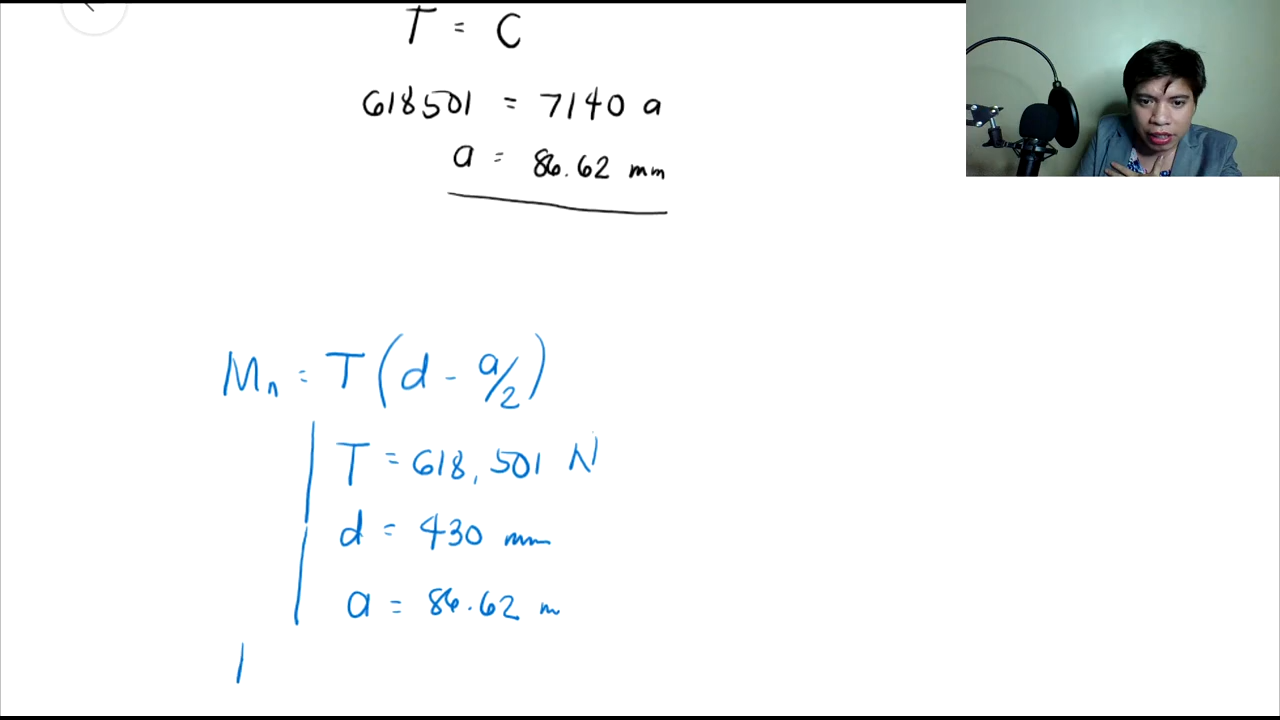 T = C
618501 = 7140 a
a = 86.62 mm
Mn = T(d - a/2)
T = 618,501 N
d = 430 mm
a = 86.62 m